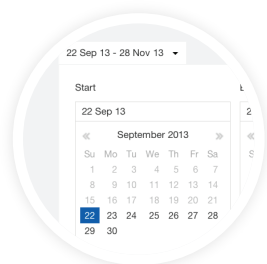 22 Sep 13 - 28 Nov 13
Start
22 Sep 13
« September 2013 »
Su Mo Tu We Th Fr Sa
1 2 3 4 5 6 7
8 9 10 11 12 13 14
15 16 17 18 19 20 21
22 23 24 25 26 27 28
29 30